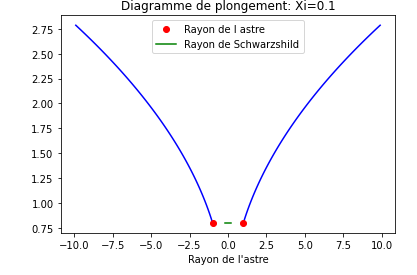 Diagramme de plongement: Xi=0.1
Rayon de l astre
Rayon de Schwarzshild
2.75
2.50
2.25
2.00
1.75
1.50
1.25
1.00
0.75
−10.0 −7.5 −5.0 −2.5 0.0 2.5 5.0 7.5 10.0
Rayon de l'astre